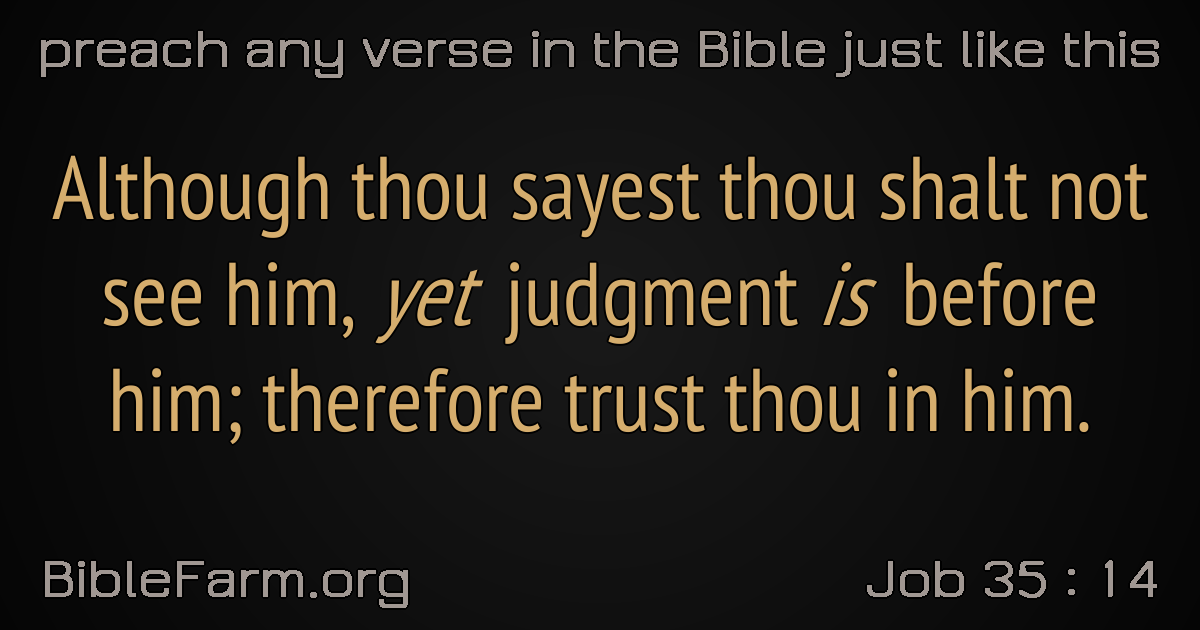 preach any verse in the Bible just like this
Although thou sayest thou shalt not
see him, yet judgment is before
him; therefore trust thou in him.
BibleFarm.org
Job 35 : 14